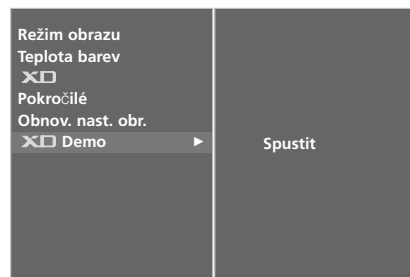 Režim obrazu
Teplota barev
XD
Pokročilé
Obnov. nast. obr.
XD Demo ►
Spustit